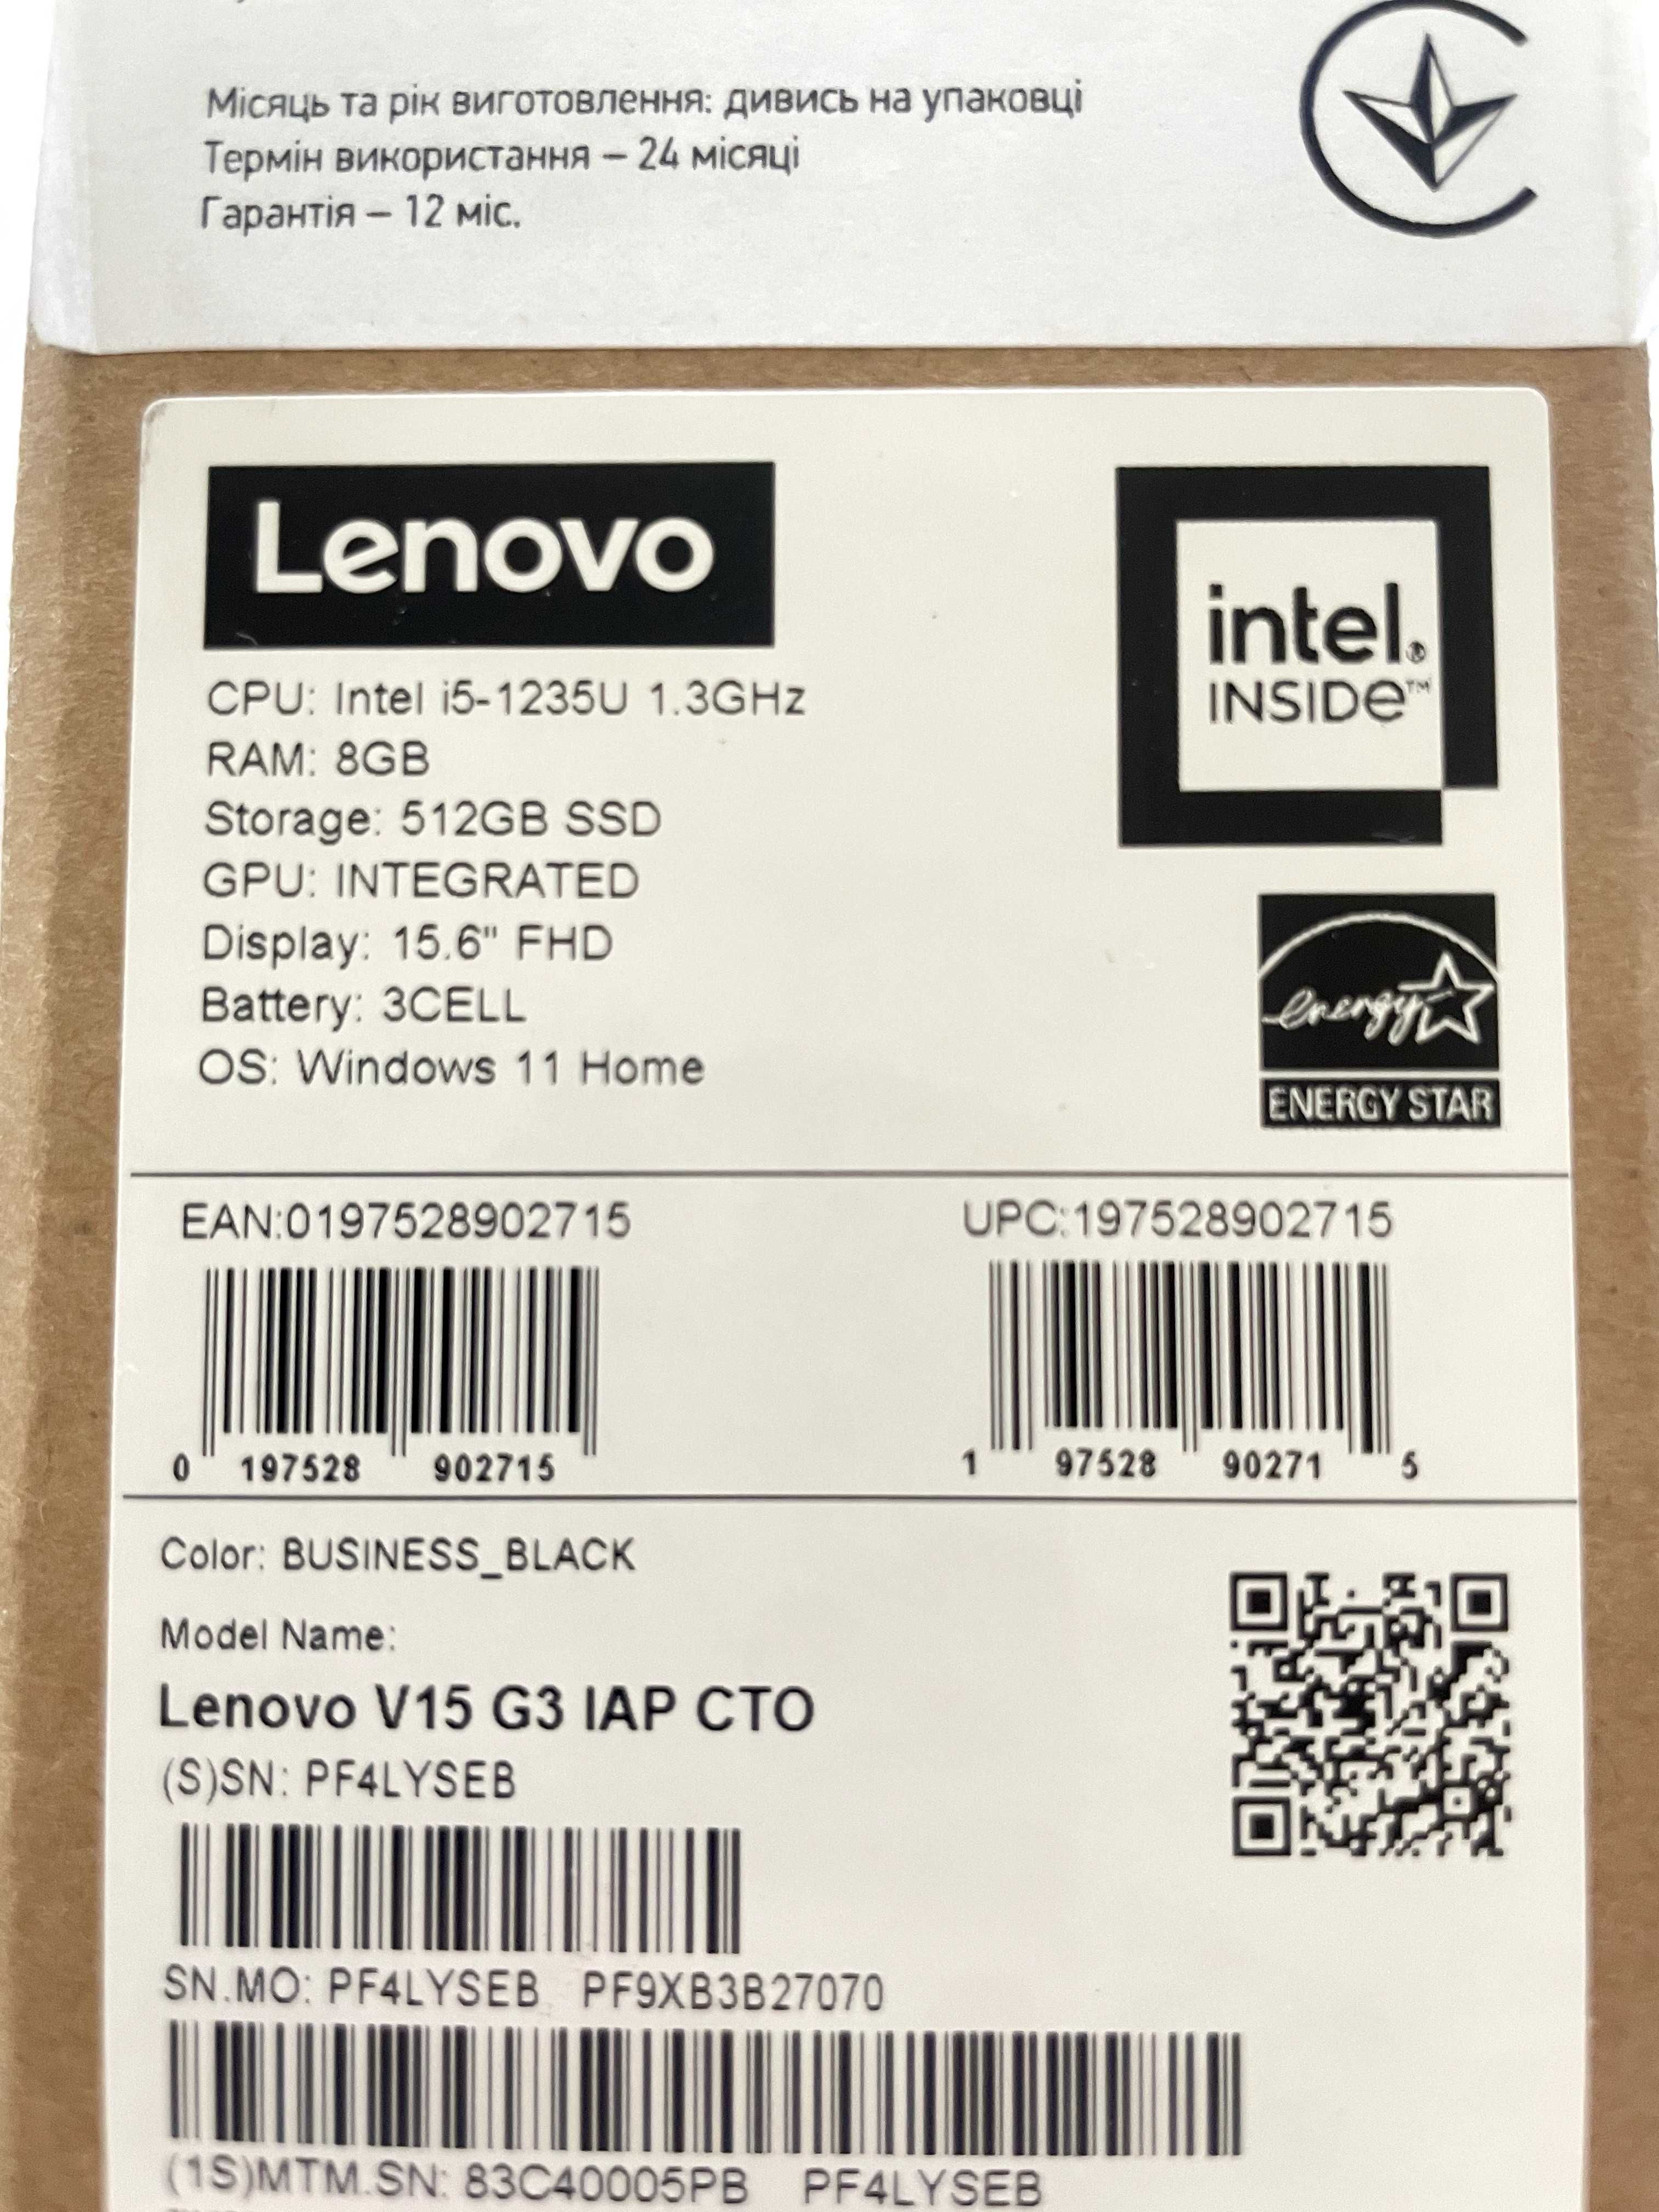 Місяць та рік виготовлення: дивись на упаковці
Термін використання – 24 місяці
Гарантія – 12 міс.
Lenovo
intel®
INSIDe™
CPU: Intel i5-1235U 1.3GHz
RAM: 8GB
Storage: 512GB SSD
GPU: INTEGRATED
Display: 15.6" FHD
Battery: 3CELL
OS: Windows 11 Home
energy
ENERGY STAR
EAN:0197528902715
UPC:197528902715
0 197528 902715
1 97528 90271 5
Color: BUSINESS_BLACK
Model Name:
Lenovo V15 G3 IAP CTO
(S)SN: PF4LYSEB
SN.MO: PF4LYSEB PF9XB3B27070
(1S)MTM.SN: 83C40005PB PF4LYSEB